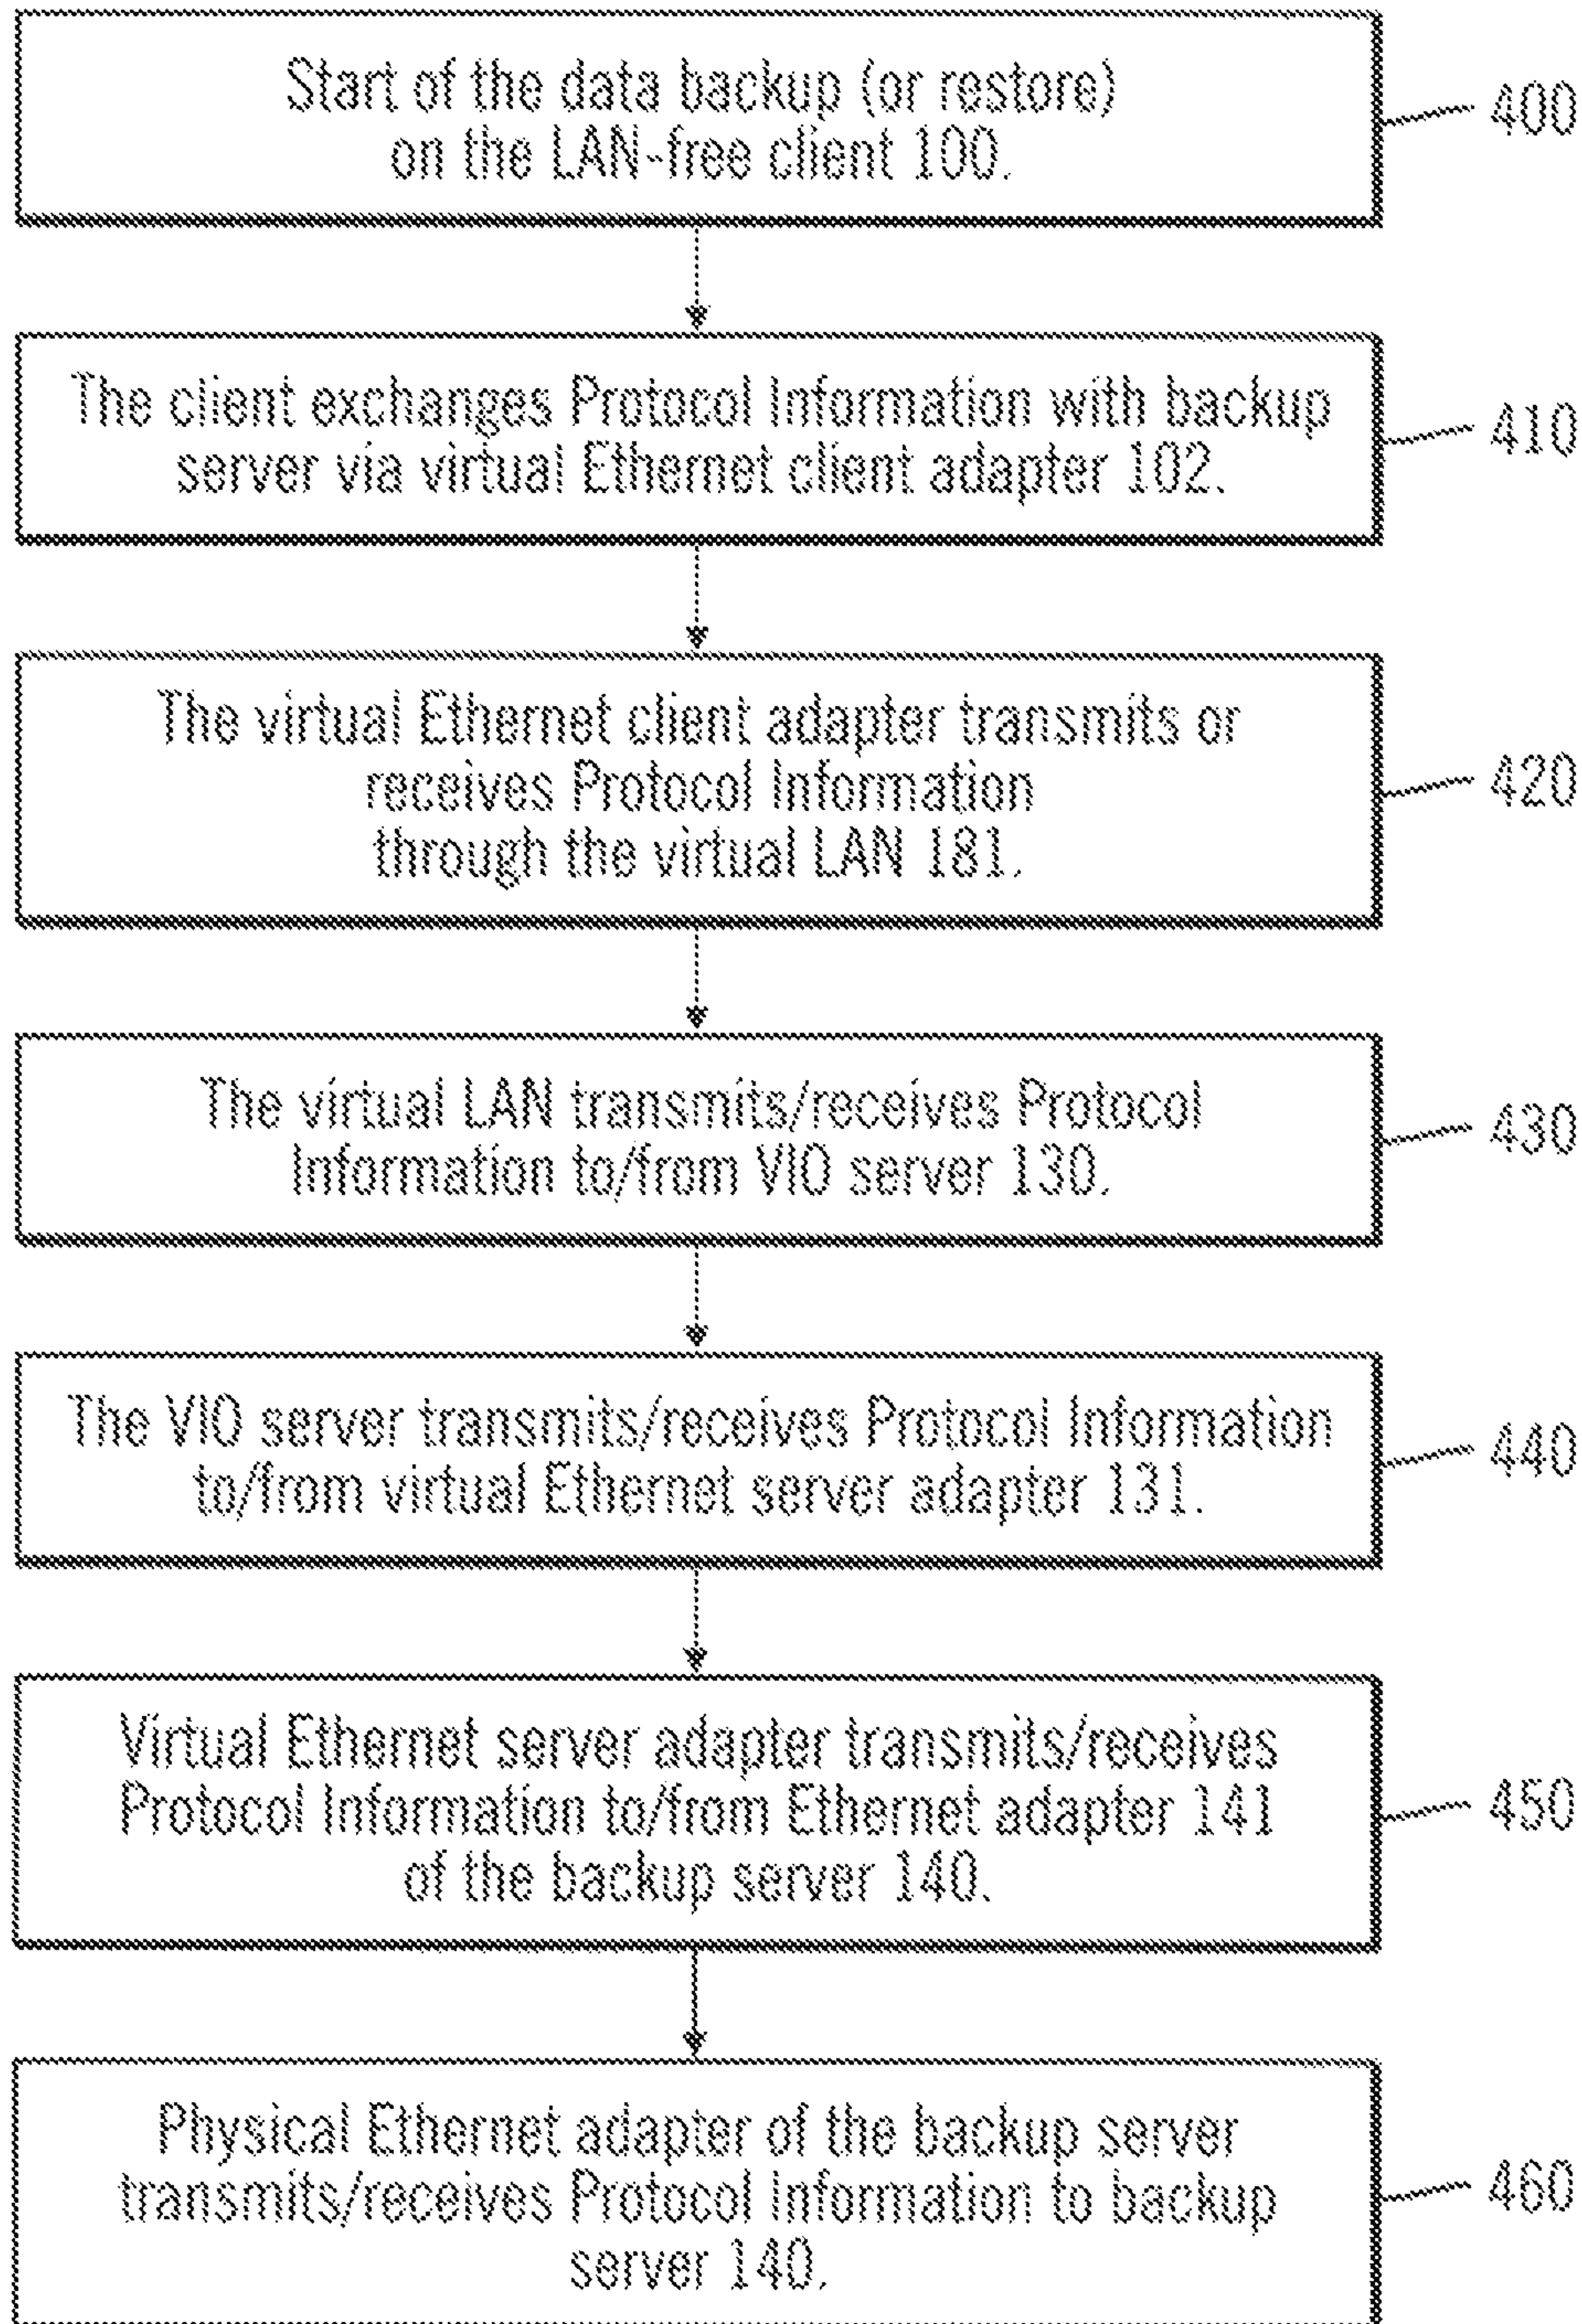 Start of the data backup (or restore)
on the LAN-free client 100.
400
The client exchanges Protocol Information with backup
server via virtual Ethernet client adapter 102.
410
The virtual Ethernet client adapter transmits or
receives Protocol Information
through the virtual LAN 181.
420
The virtual LAN transmits/receives Protocol
Information to/from VIO server 130.
430
The VIO server transmits/receives Protocol Information
to/from virtual Ethernet server adapter 131.
440
Virtual Ethernet server adapter transmits/receives
Protocol Information to/from Ethernet adapter 141
of the backup server 140.
450
Physical Ethernet adapter of the backup server
transmits/receives Protocol Information to backup
server 140.
460